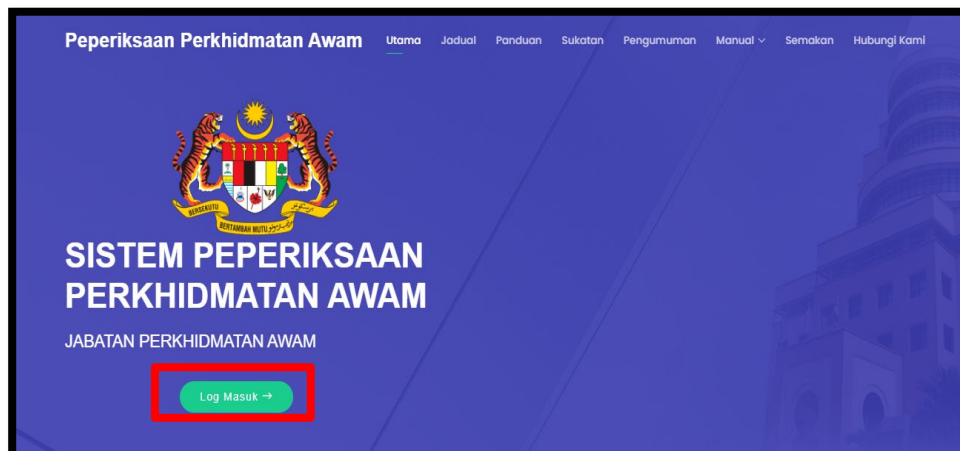 Peperiksaan Perkhidmatan Awam Utama Jadual Panduan Sukatan Pengumuman Manual Semakan Hubungi Kami
BERSEKUTU
BERTAMBAH MUTU
SISTEM PEPERIKSAAN
PERKHIDMATAN AWAM
JABATAN PERKHIDMATAN AWAM
Log Masuk →